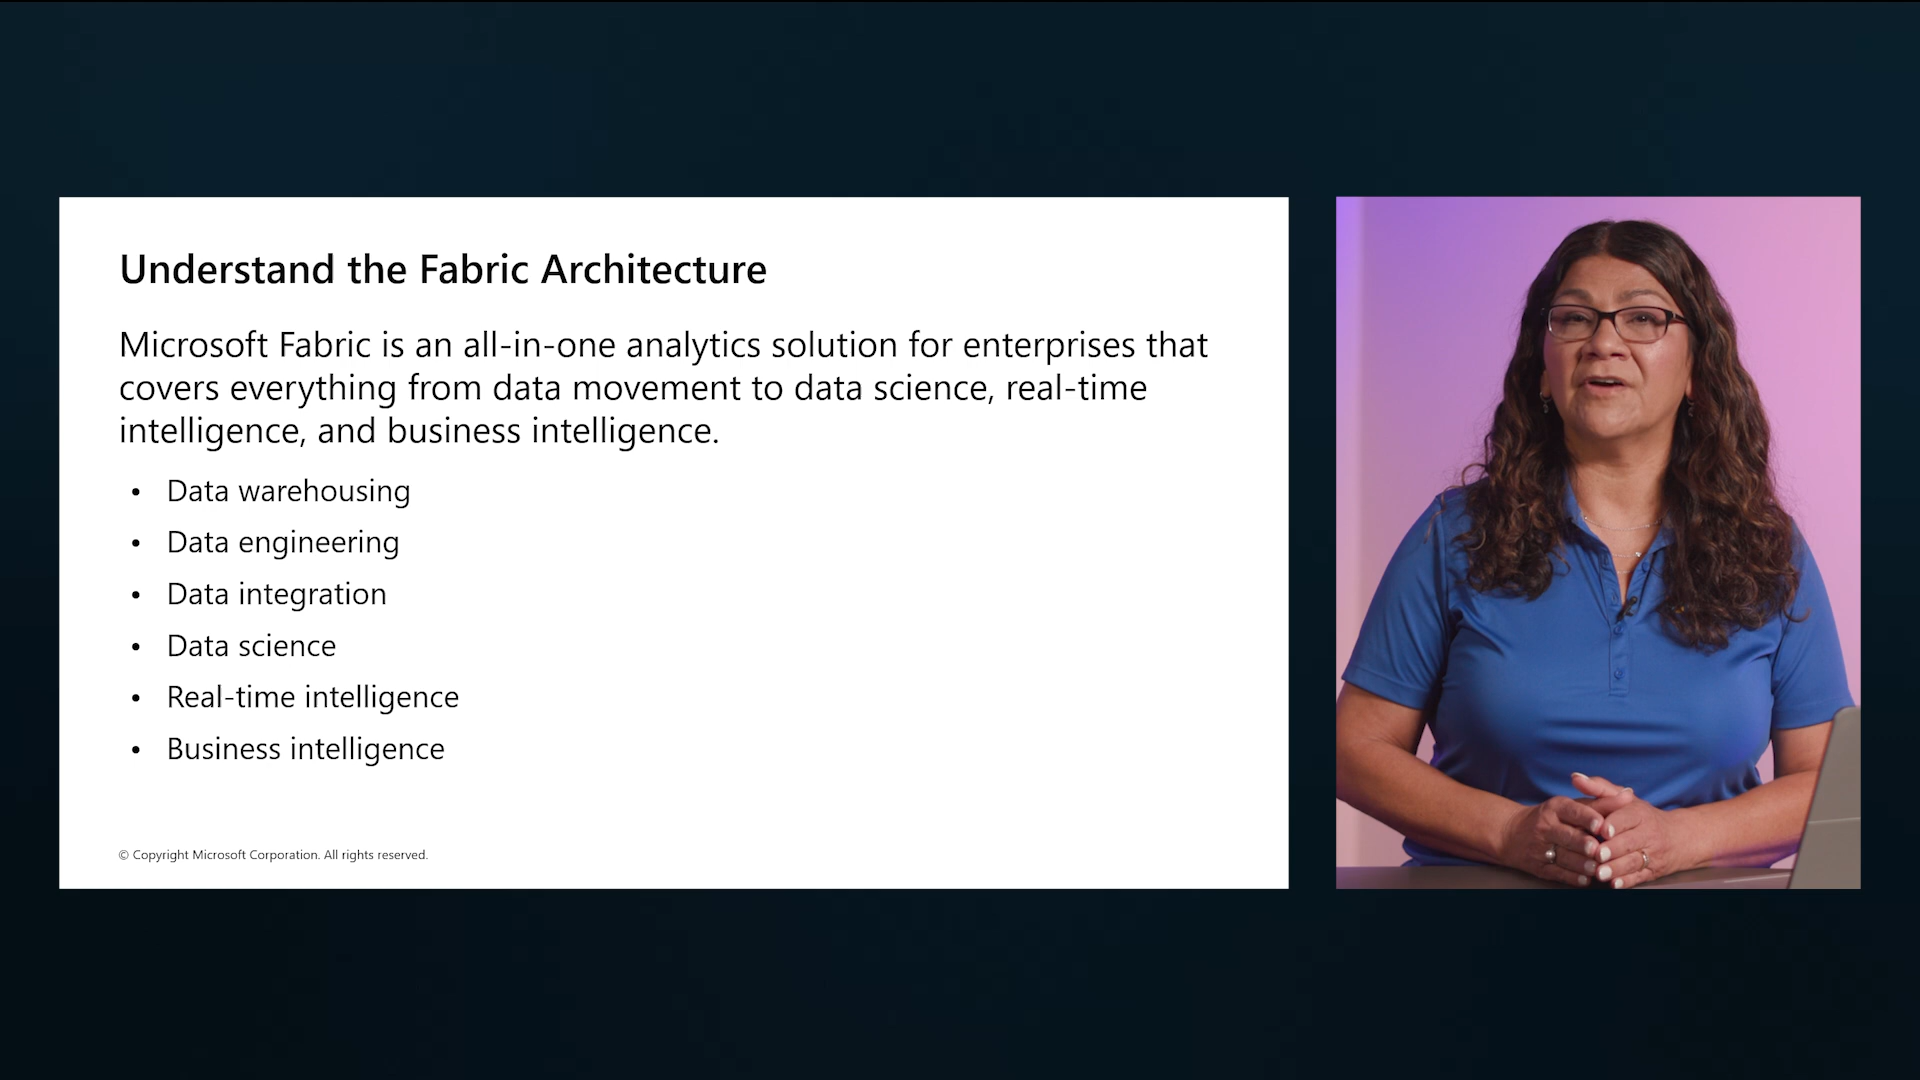 Understand the Fabric Architecture
Microsoft Fabric is an all-in-one analytics solution for enterprises that
covers everything from data movement to data science, real-time
intelligence, and business intelligence.
• Data warehousing
• Data engineering
• Data integration
• Data science
• Real-time intelligence
• Business intelligence
© Copyright Microsoft Corporation. All rights reserved.